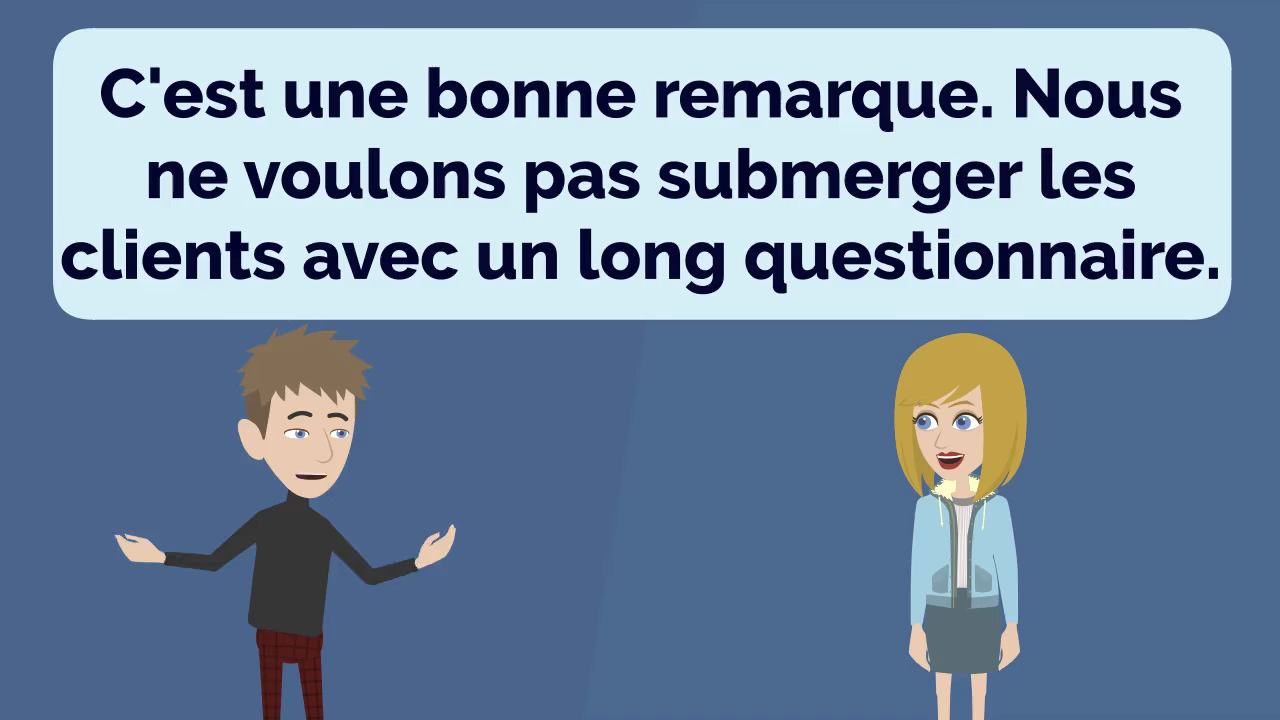 C'est une bonne remarque. Nous
ne voulons pas submerger les
clients avec un long questionnaire.